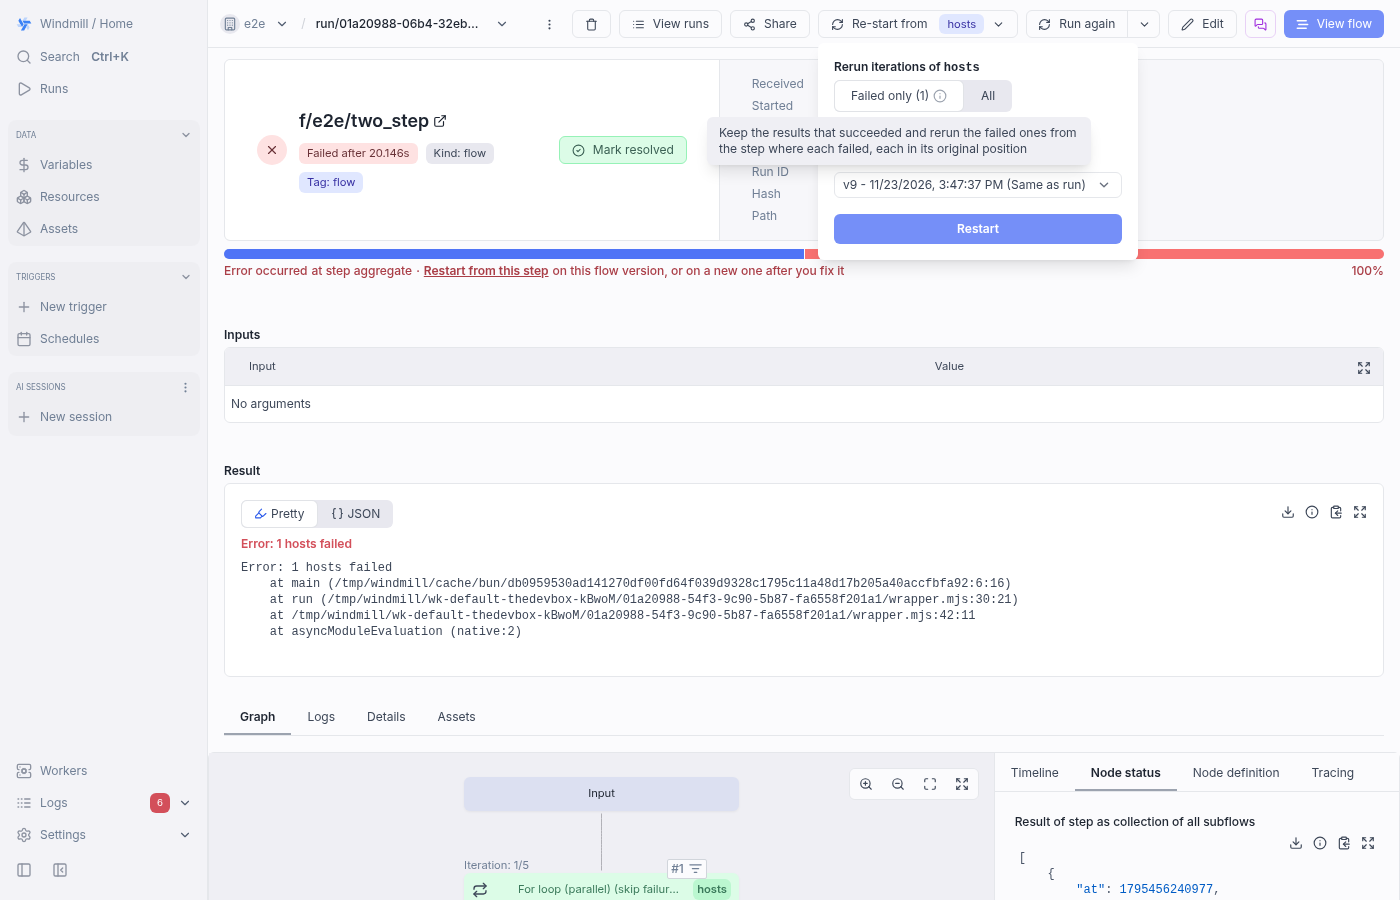 Windmill / Home
Search Ctrl+K
Runs
DATA
Variables
Resources
Assets
TRIGGERS
New trigger
Schedules
AI SESSIONS
New session
Workers
Logs 6
Settings
e2e / run/01a20988-06b4-32eb...
View runs
Share
Re-start from hosts
Run again
Edit
View flow
f/e2e/two_step
Failed after 20.146s
Kind: flow
Tag: flow
Mark resolved
Received
Started
Run ID
Hash
Path
Rerun iterations of hosts
Failed only (1)
All
Keep the results that succeeded and rerun the failed ones from
the step where each failed, each in its original position
v9 - 11/23/2026, 3:47:37 PM (Same as run)
Restart
Error occurred at step aggregate · Restart from this step on this flow version, or on a new one after you fix it
100%
Inputs
Input Value
No arguments
Result
Pretty
{} JSON
Error: 1 hosts failed
Error: 1 hosts failed
at main (/tmp/windmill/cache/bun/db0959530ad141270df00fd64f039d9328c1795c11a48d17b205a40accfbfa92:6:16)
at run (/tmp/windmill/wk-default-thedevbox-kBwoM/01a20988-54f3-9c90-5b87-fa6558f201a1/wrapper.mjs:30:21)
at /tmp/windmill/wk-default-thedevbox-kBwoM/01a20988-54f3-9c90-5b87-fa6558f201a1/wrapper.mjs:42:11
at asyncModuleEvaluation (native:2)
Graph
Logs
Details
Assets
Input
Iteration: 1/5
#1
For loop (parallel) (skip failur... hosts
Timeline
Node status
Node definition
Tracing
Result of step as collection of all subflows
[
{
"at": 1795456240977,